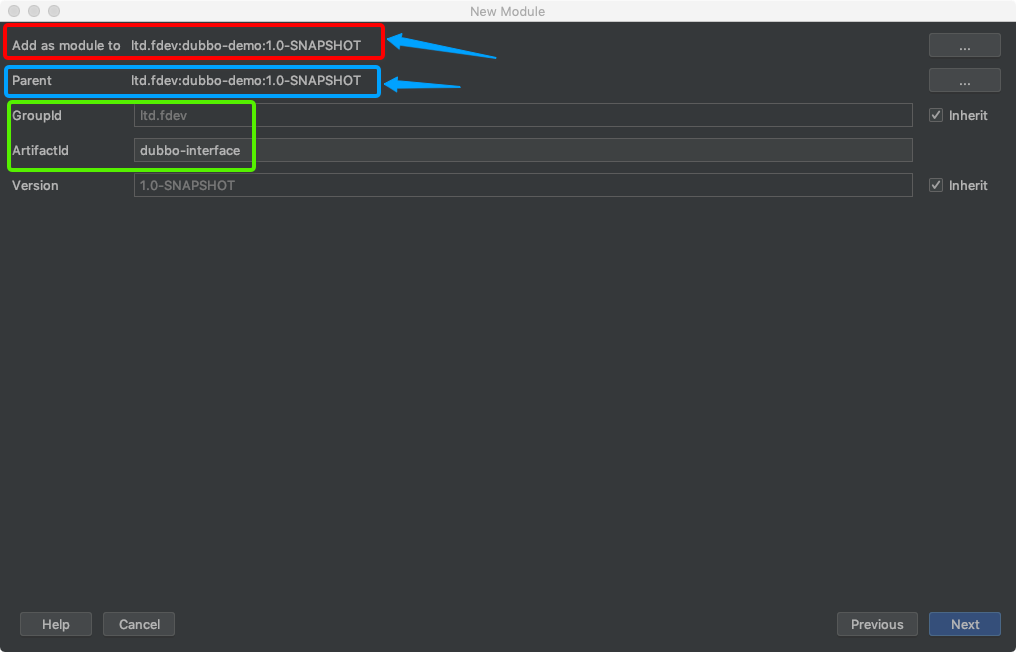 New Module
Add as module to ltd.fdev:dubbo-demo:1.0-SNAPSHOT ...
Parent ltd.fdev:dubbo-demo:1.0-SNAPSHOT ...
GroupId ltd.fdev Inherit
ArtifactId dubbo-interface
Version 1.0-SNAPSHOT Inherit
Help Cancel Previous Next